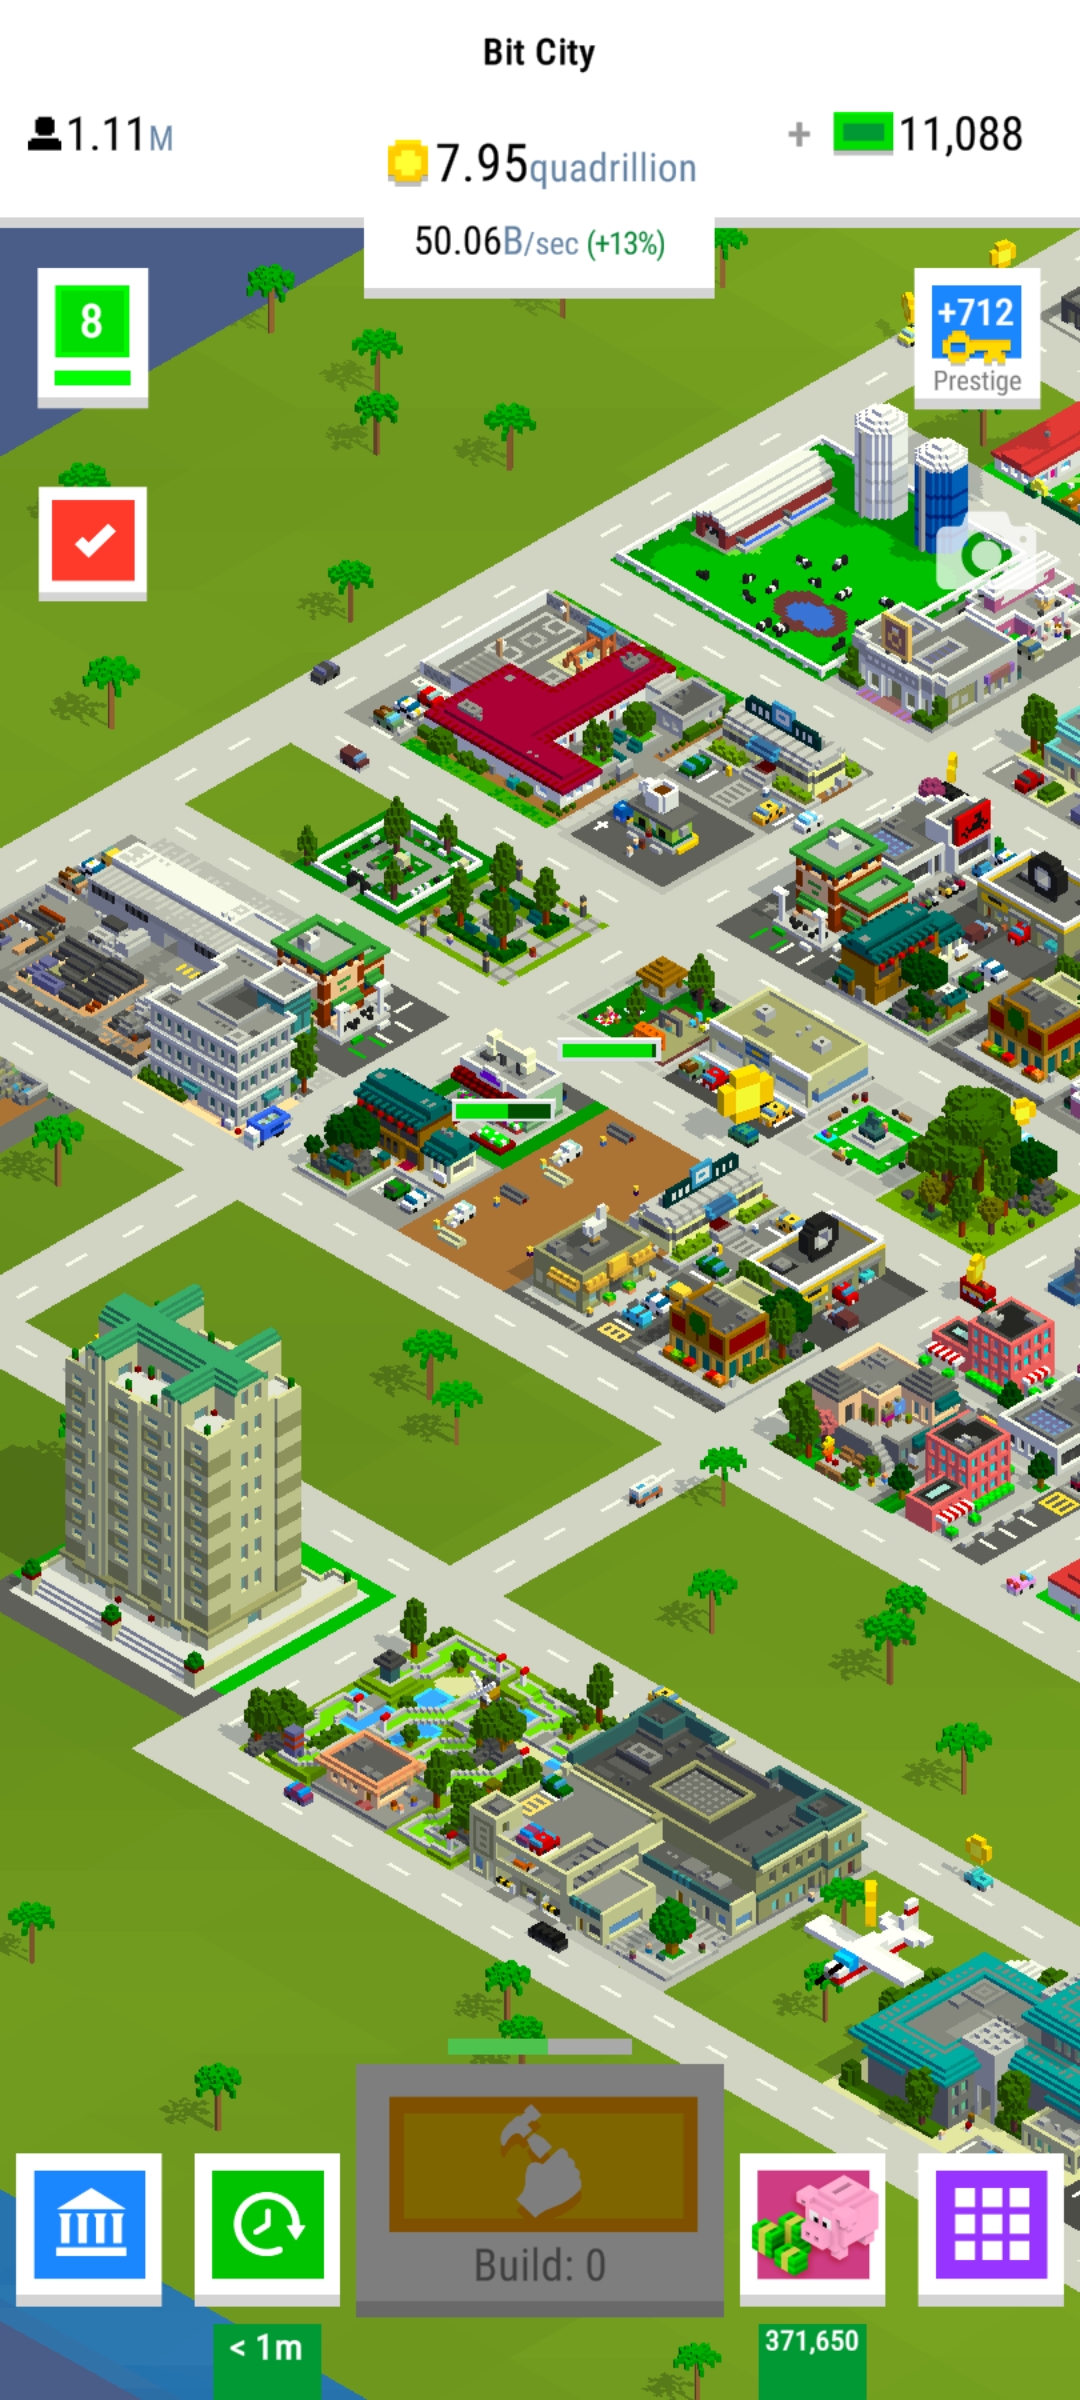 Bit City
1.11M
7.95quadrillion
+ 11,088
50.06B/sec (+13%)
8
+712
Prestige
Build: 0
< 1m
371,650